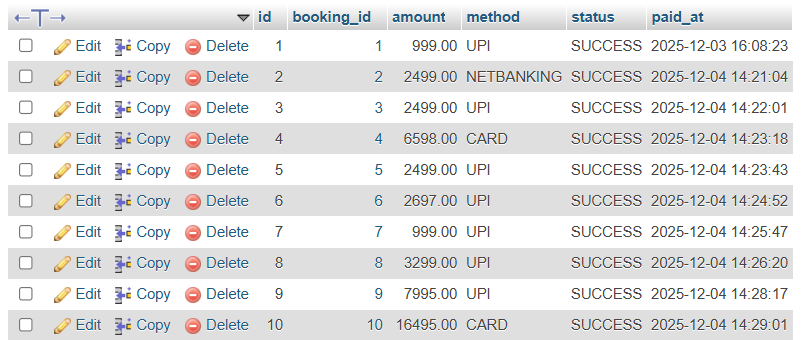 id booking_id amount method status paid_at
Edit Copy Delete 1 1 999.00 UPI SUCCESS 2025-12-03 16:08:23
Edit Copy Delete 2 2 2499.00 NETBANKING SUCCESS 2025-12-04 14:21:04
Edit Copy Delete 3 3 2499.00 UPI SUCCESS 2025-12-04 14:22:01
Edit Copy Delete 4 4 6598.00 CARD SUCCESS 2025-12-04 14:23:18
Edit Copy Delete 5 5 2499.00 UPI SUCCESS 2025-12-04 14:23:43
Edit Copy Delete 6 6 2697.00 UPI SUCCESS 2025-12-04 14:24:52
Edit Copy Delete 7 7 999.00 UPI SUCCESS 2025-12-04 14:25:47
Edit Copy Delete 8 8 3299.00 UPI SUCCESS 2025-12-04 14:26:20
Edit Copy Delete 9 9 7995.00 UPI SUCCESS 2025-12-04 14:28:17
Edit Copy Delete 10 10 16495.00 CARD SUCCESS 2025-12-04 14:29:01